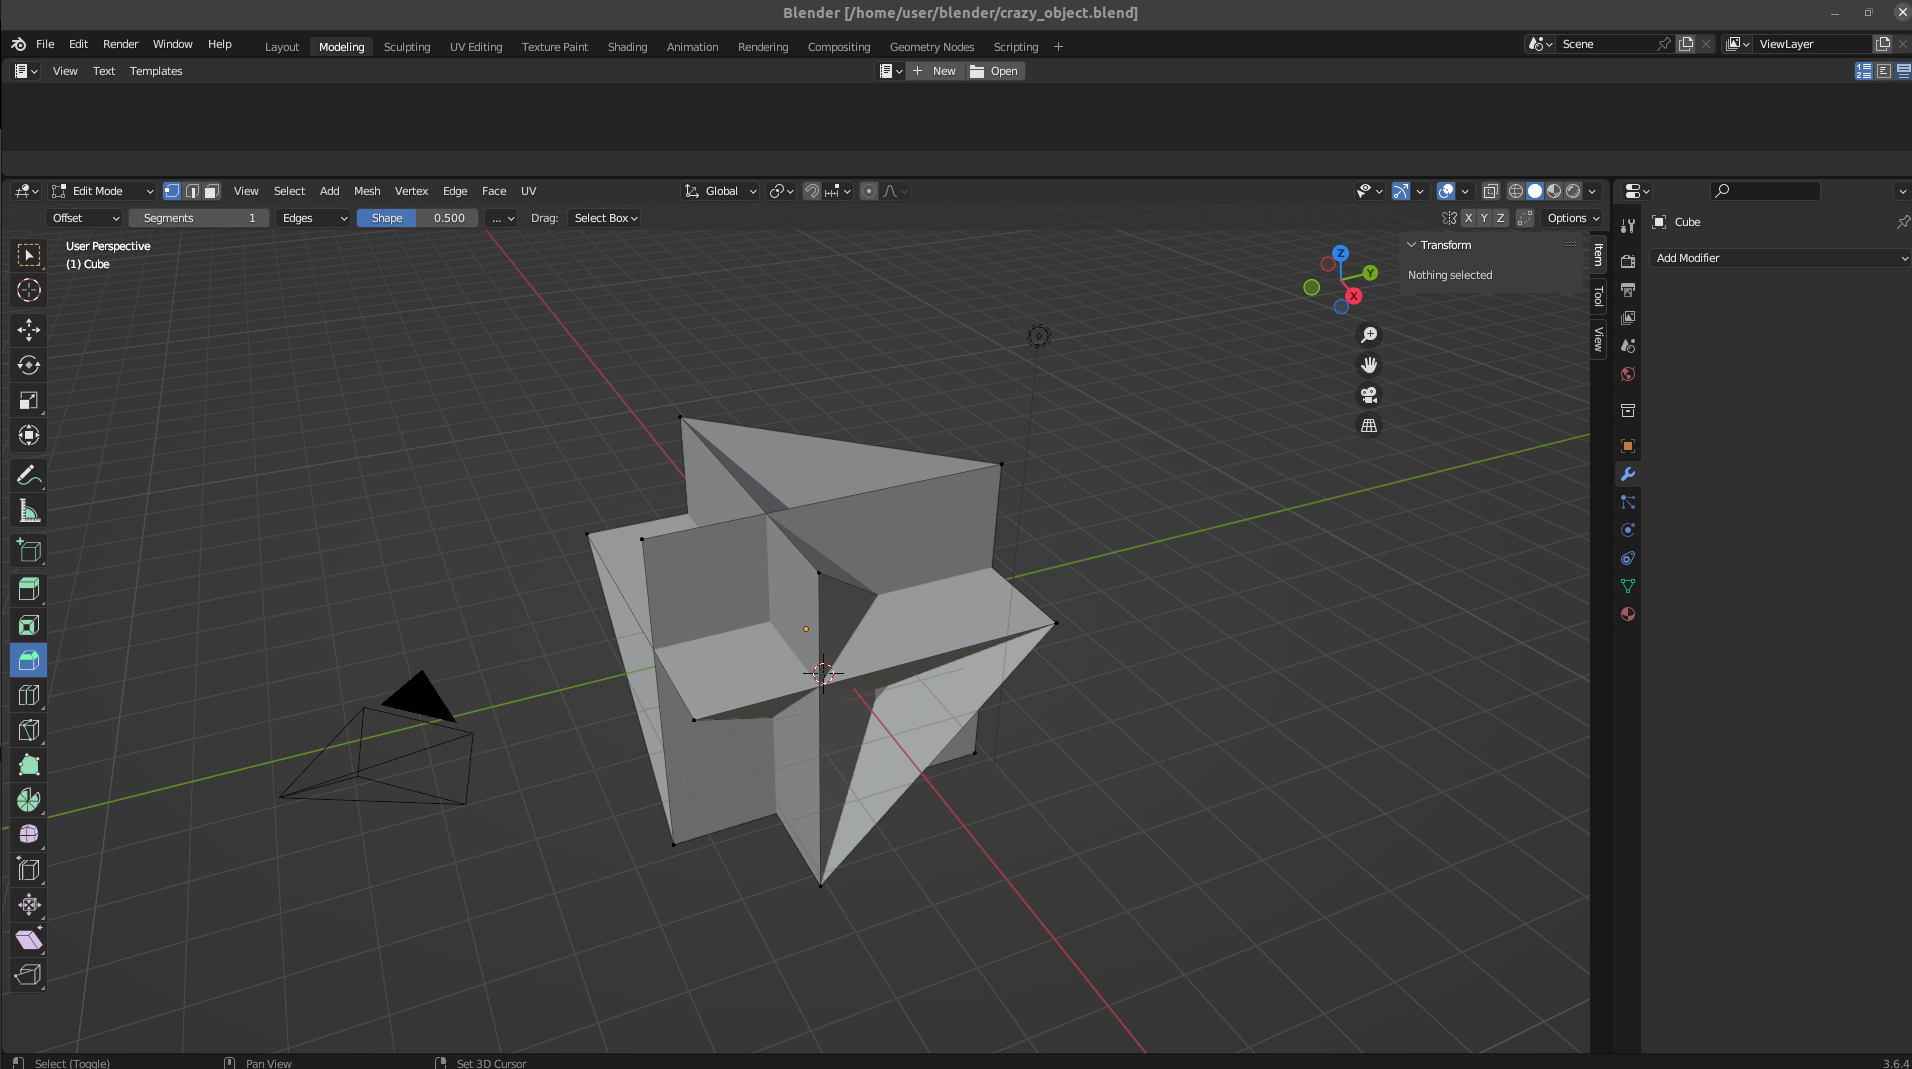 Blender [/home/user/blender/crazy_object.blend]
File Edit Render Window Help Layout Modeling Sculpting UV Editing Texture Paint Shading Animation Rendering Compositing Geometry Nodes Scripting + Scene ViewLayer
View Text Templates + New Open
Edit Mode View Select Add Mesh Vertex Edge Face UV Global
Offset Segments 1 Edges Shape 0.500 ... Drag: Select Box X Y Z Options
User Perspective
(1) Cube
Z
Y
X
Transform
Nothing selected
Item
Tool
View
Cube
Add Modifier
Select (Toggle) Pan View Set 3D Cursor 3.6.4